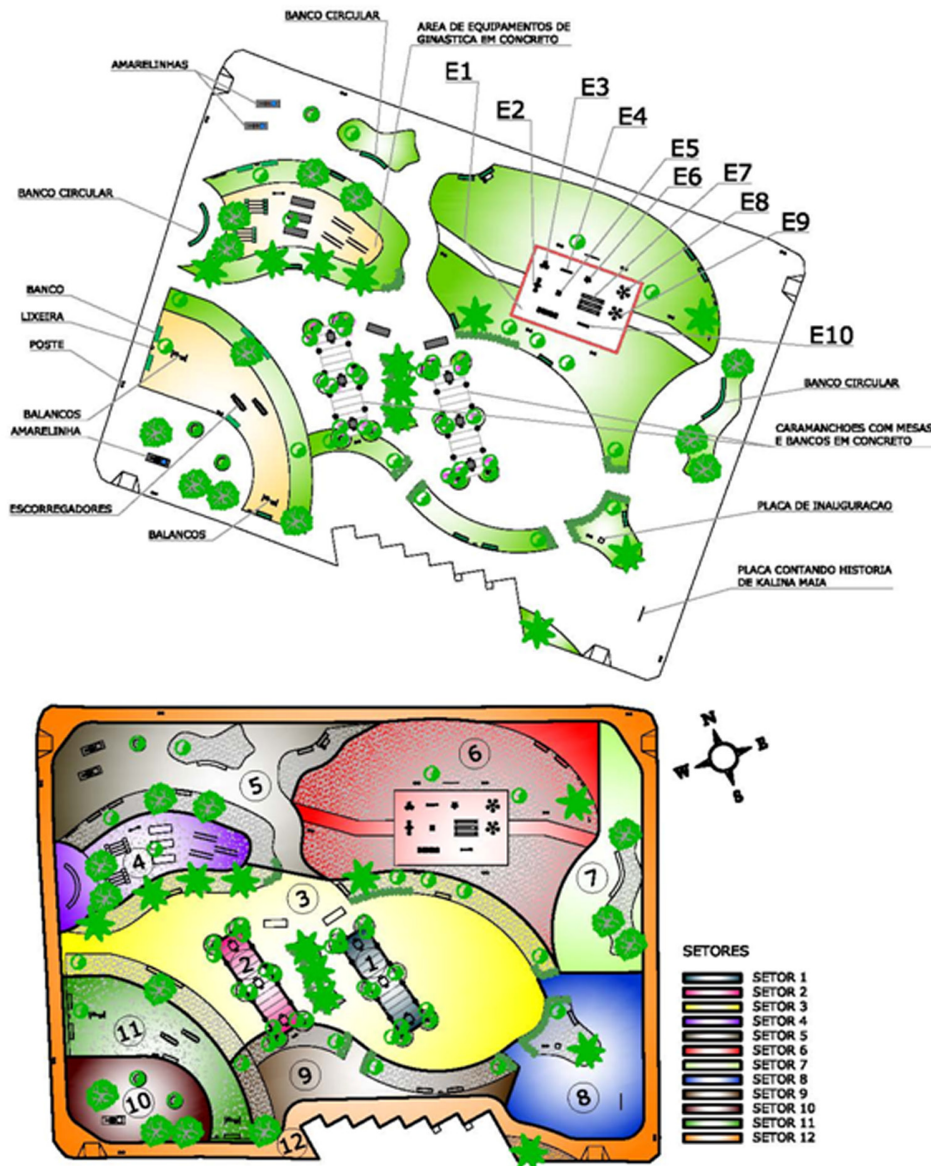 BANCO CIRCULAR
AREA DE EQUIPAMENTOS DE
GINASTICA EM CONCRETO
AMARELINHAS
E1
E2
E3
E4
E5
E6
E7
E8
E9
E10
BANCO CIRCULAR
BANCO
LIXEIRA
POSTE
BALANCOS
AMARELINHA
ESCORREGADORES
BALANCOS
BANCO CIRCULAR
CARAMANCHOES COM MESAS
E BANCOS EM CONCRETO
PLACA DE INAUGURACAO
PLACA CONTANDO HISTORIA
DE KALINA MAIA
N
E
W
S
6
5
4
7
3
2
1
11
9
10
8
12
SETORES
SETOR 1
SETOR 2
SETOR 3
SETOR 4
SETOR 5
SETOR 6
SETOR 7
SETOR 8
SETOR 9
SETOR 10
SETOR 11
SETOR 12